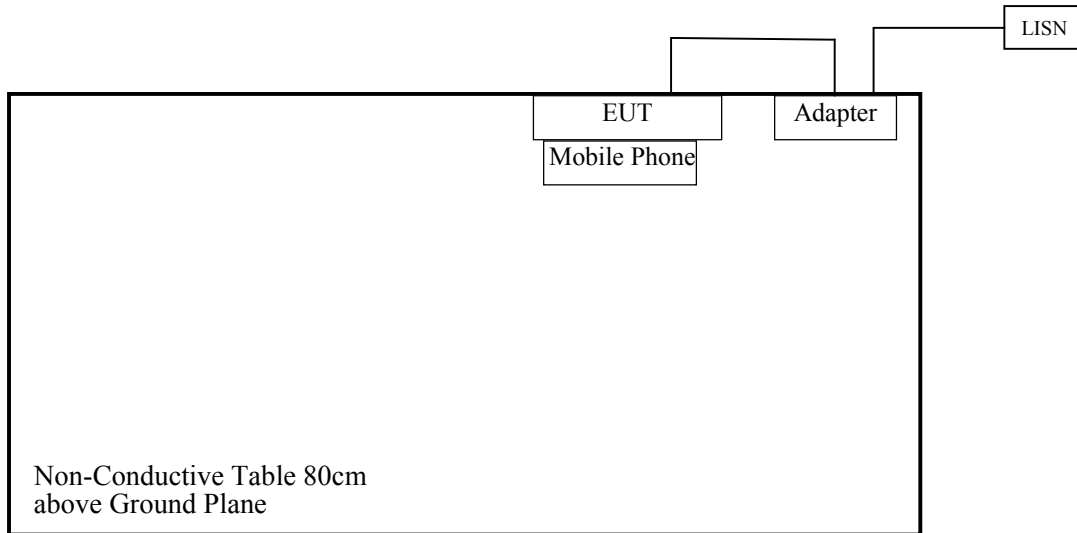 LISN
EUT
Adapter
Mobile Phone
Non-Conductive Table 80cm
above Ground Plane